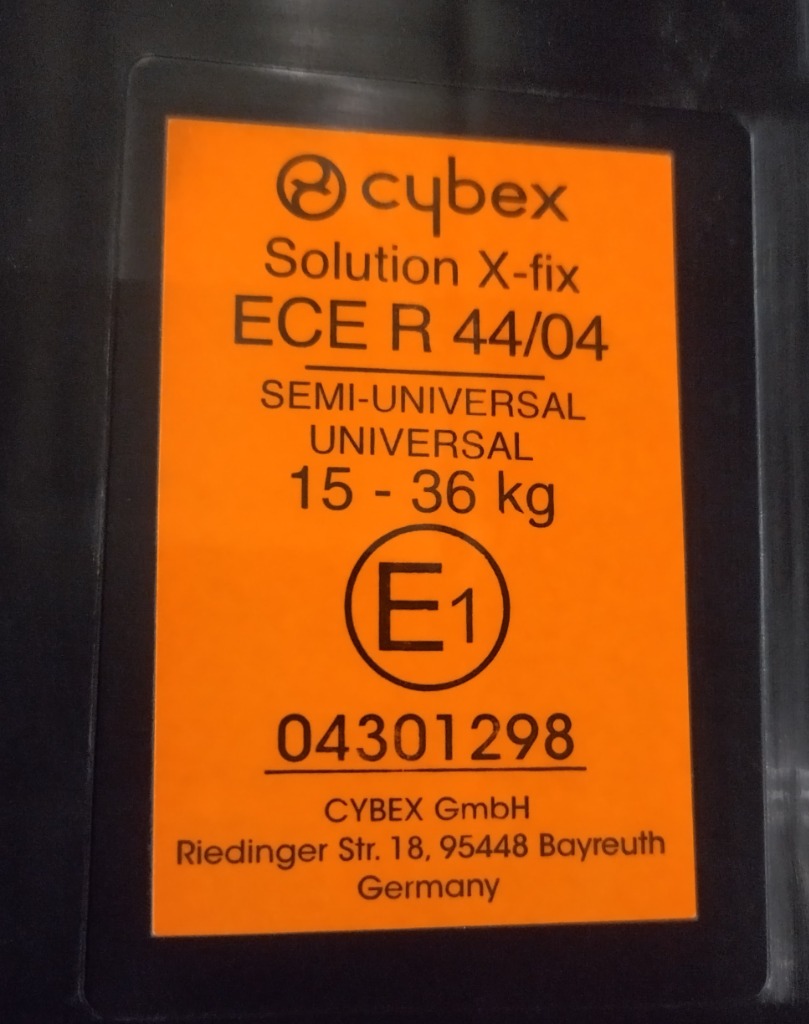 cybex
Solution X-fix
ECE R 44/04
SEMI-UNIVERSAL
UNIVERSAL
15 - 36 kg
E1
04301298
CYBEX GmbH
Riedinger Str. 18, 95448 Bayreuth
Germany